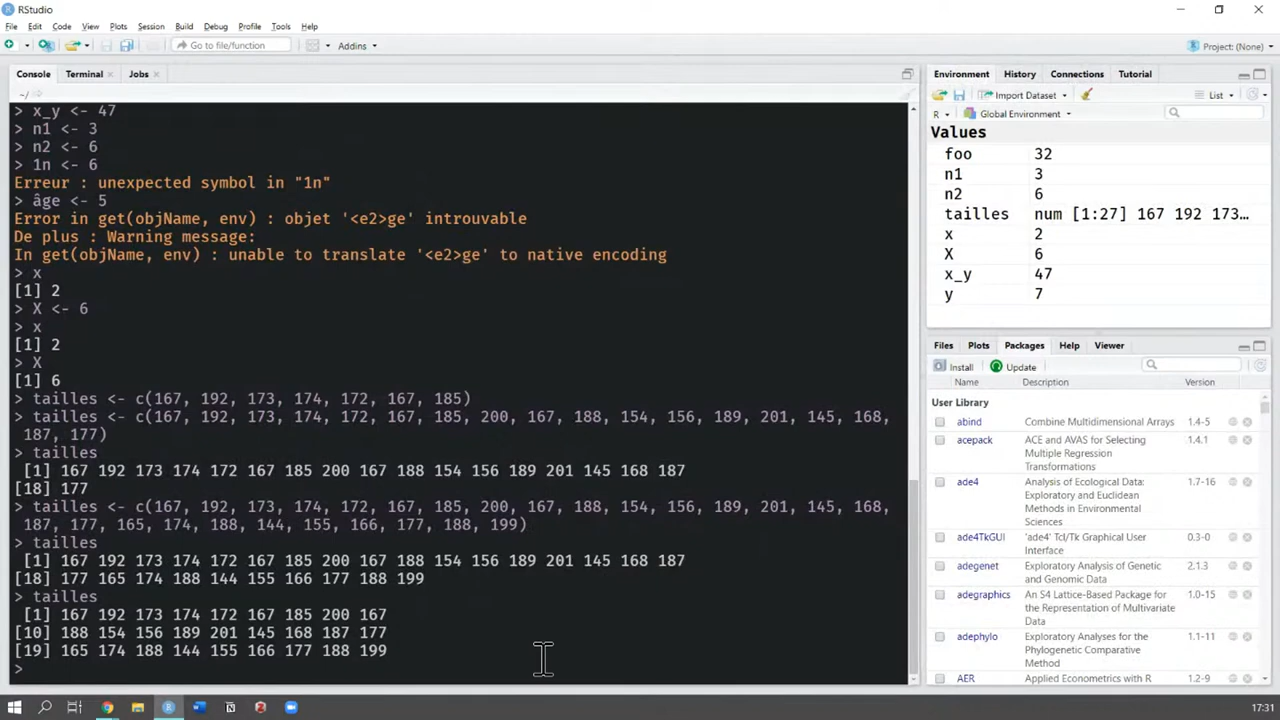 RStudio
File Edit Code View Plots Session Build Debug Profile Tools Help
Go to file/function Addins Project: (None)
Console Terminal Jobs
~/
> x_y <- 47
> n1 <- 3
> n2 <- 6
> 1n <- 6
Erreur : unexpected symbol in "1n"
> âge <- 5
Error in get(objName, env) : objet '<e2>ge' introuvable
De plus : Warning message:
In get(objName, env) : unable to translate '<e2>ge' to native encoding
> x
[1] 2
> X <- 6
> x
[1] 2
> X
[1] 6
> tailles <- c(167, 192, 173, 174, 172, 167, 185)
> tailles <- c(167, 192, 173, 174, 172, 167, 185, 200, 167, 188, 154, 156, 189, 201, 145, 168,
187, 177)
> tailles
[1] 167 192 173 174 172 167 185 200 167 188 154 156 189 201 145 168 187
[18] 177
> tailles <- c(167, 192, 173, 174, 172, 167, 185, 200, 167, 188, 154, 156, 189, 201, 145, 168,
187, 177, 165, 174, 188, 144, 155, 166, 177, 188, 199)
> tailles
[1] 167 192 173 174 172 167 185 200 167 188 154 156 189 201 145 168 187
[18] 177 165 174 188 144 155 166 177 188 199
> tailles
[1] 167 192 173 174 172 167 185 200 167
[10] 188 154 156 189 201 145 168 187 177
[19] 165 174 188 144 155 166 177 188 199
>
Environment History Connections Tutorial
Import Dataset List
R Global Environment
Values
foo 32
n1 3
n2 6
tailles num [1:27] 167 192 173…
x 2
X 6
x_y 47
y 7
Files Plots Packages Help Viewer
Install Update
Name Description Version
User Library
abind Combine Multidimensional Arrays 1.4-5
acepack ACE and AVAS for Selecting 1.4.1
Multiple Regression
Transformations
ade4 Analysis of Ecological Data: 1.7-16
Exploratory and Euclidean
Methods in Environmental
Sciences
ade4TkGUI 'ade4' Tcl/Tk Graphical User 0.3-0
Interface
adegenet Exploratory Analysis of Genetic 2.1.3
and Genomic Data
adegraphics An S4 Lattice-Based Package for 1.0-15
the Representation of Multivariate
Data
adephylo Exploratory Analyses for the 1.1-11
Phylogenetic Comparative
Method
AER Applied Econometrics with R 1.2-9
17:31